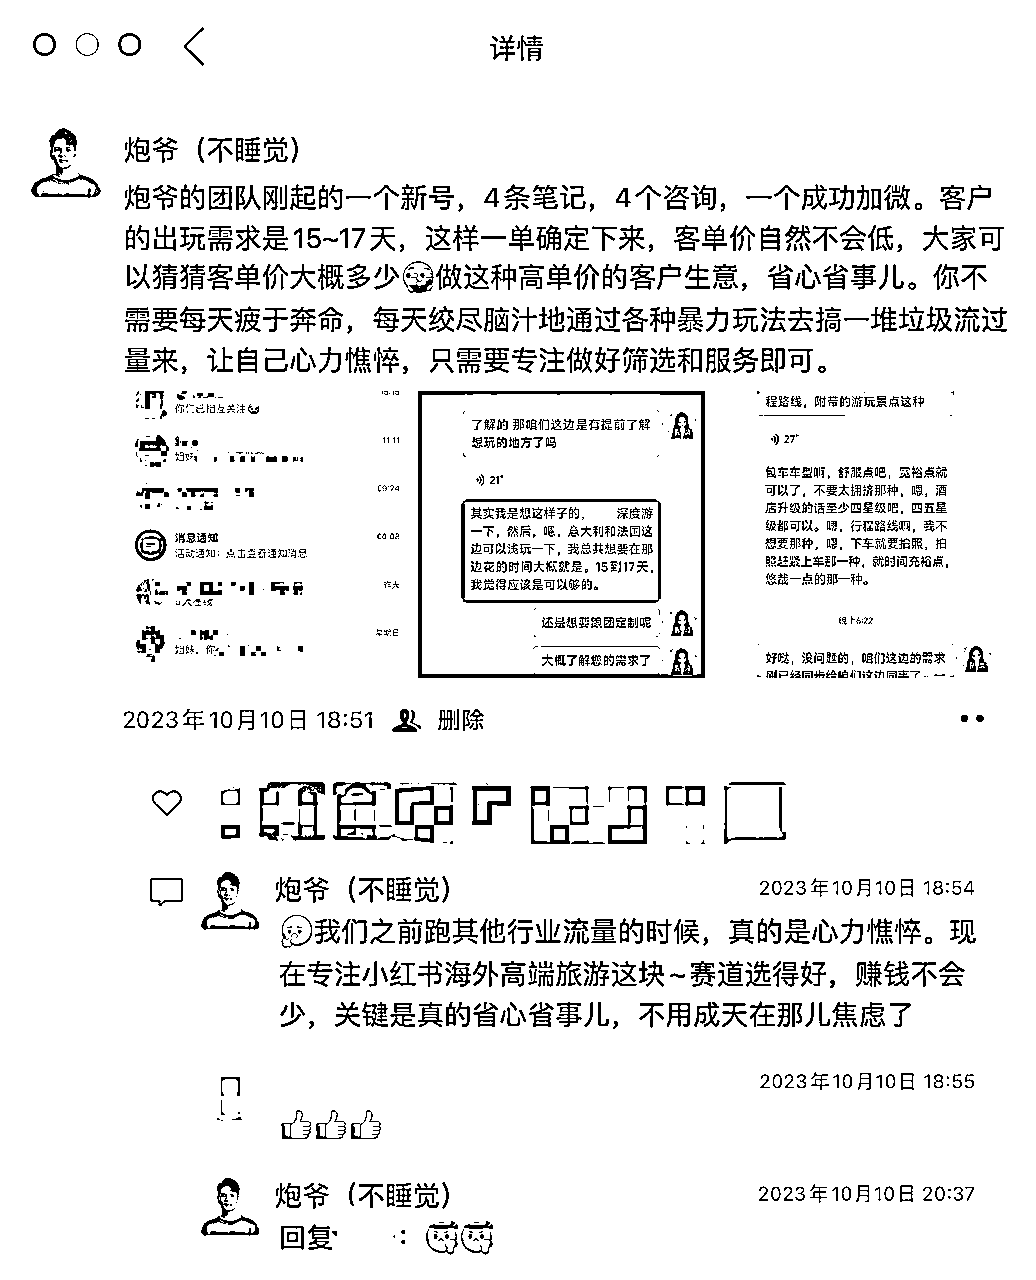 详情
炮爷（不睡觉）
炮爷的团队刚起的一个新号，4条笔记，4个咨询，一个成功加微。客户
的出玩需求是15~17天，这样一单确定下来，客单价自然不会低，大家可
以猜猜客单价大概多少做这种高单价的客户生意，省心省事儿。你不
需要每天疲于奔命，每天绞尽脑汁地通过各种暴力玩法去搞一堆垃圾流过
量来，让自己心力憔悴，只需要专注做好筛选和服务即可。
你们已相互关注
11:11
09:24
消息通知
活动通知：点击查看通知消息
昨天
星期日
了解的 那咱们这边是有提前了解
想玩的地方了吗
21"
其实我是想这样子的， 深度游
一下，然后，嗯，意大利和法国这
边可以浅玩一下，我总共想要在那
边花的时间大概就是，15到17天，
我觉得应该是可以够的。
还是想要跟团定制呢
大概了解您的需求了
程路线，附带的游玩景点这种
27"
包车车型啊，舒服点吧，宽裕点就
可以了，不要太拥挤那种，嗯，酒
店升级的话至少四星级吧，四五星
级都可以。嗯，行程路线啊，我不
想要那种，嗯，下车就要拍照，拍
照赶紧上车那一种，就时间充裕点，
悠哉一点的那一种。
晚上6:22
好哒，没问题的，咱们这边的需求
刚已经同步给咱们这边同事了
2023年10月10日 18:51 删除
炮爷（不睡觉） 2023年10月10日 18:54
我们之前跑其他行业流量的时候，真的是心力憔悴。现
在专注小红书海外高端旅游这块~赛道选得好，赚钱不会
少，关键是真的省心省事儿，不用成天在那儿焦虑了
2023年10月10日 18:55
炮爷（不睡觉） 2023年10月10日 20:37
回复 ：